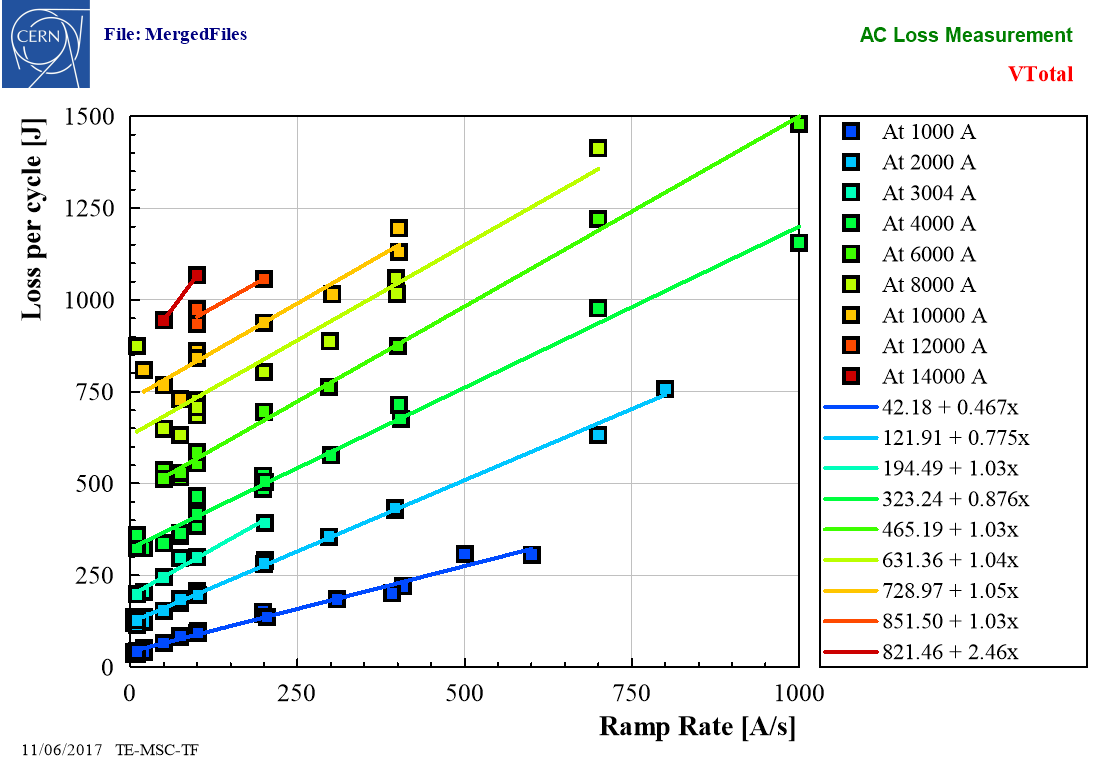 CERN
File: MergedFiles
AC Loss Measurement
VTotal
Loss per cycle [J]
1500
1250
1000
750
500
250
0
0
250
500
750
1000
Ramp Rate [A/s]
At 1000 A
At 2000 A
At 3004 A
At 4000 A
At 6000 A
At 8000 A
At 10000 A
At 12000 A
At 14000 A
42.18 + 0.467x
121.91 + 0.775x
194.49 + 1.03x
323.24 + 0.876x
465.19 + 1.03x
631.36 + 1.04x
728.97 + 1.05x
851.50 + 1.03x
821.46 + 2.46x
11/06/2017 TE-MSC-TF